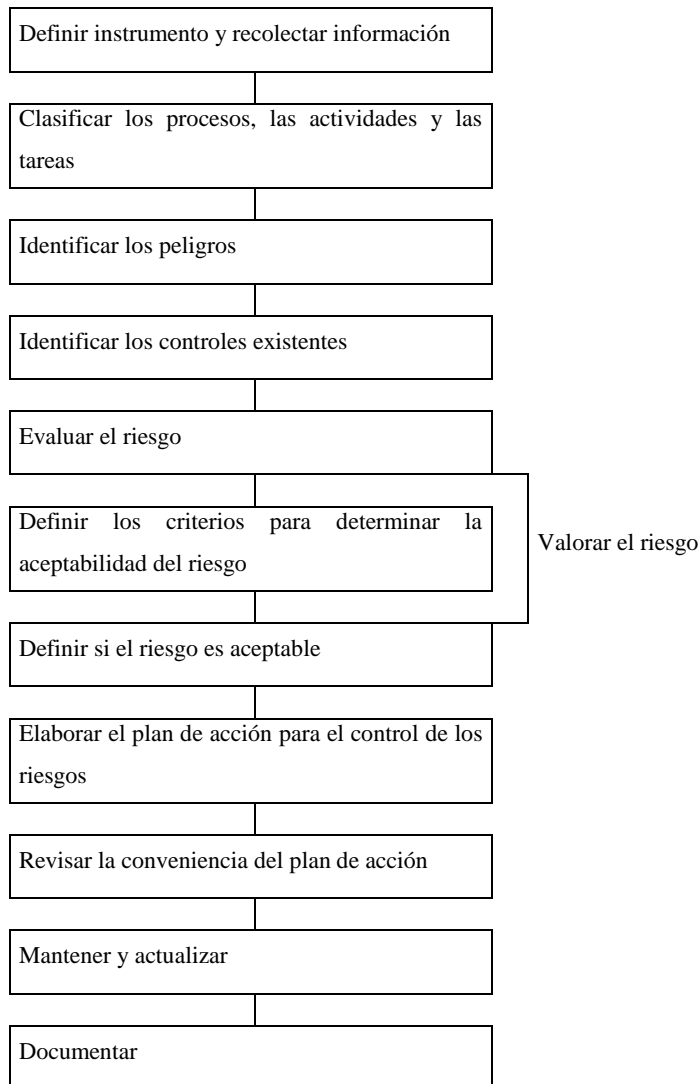 Definir instrumento y recolectar información
Clasificar los procesos, las actividades y las
tareas
Identificar los peligros
Identificar los controles existentes
Evaluar el riesgo
Definir los criterios para determinar la
aceptabilidad del riesgo
Valorar el riesgo
Definir si el riesgo es aceptable
Elaborar el plan de acción para el control de los
riesgos
Revisar la conveniencia del plan de acción
Mantener y actualizar
Documentar